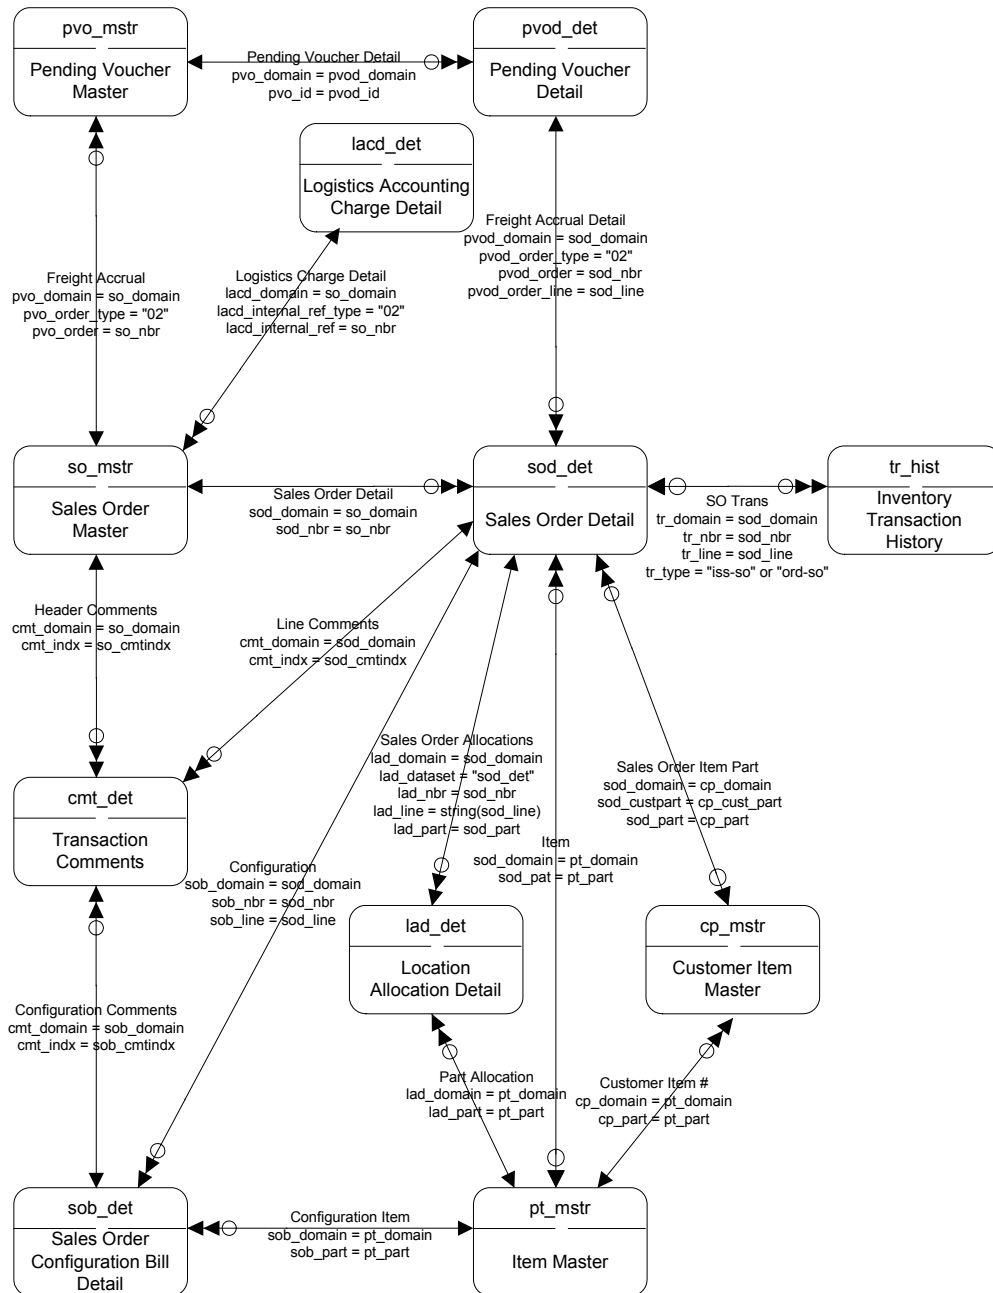 pvo_mstr
Pending Voucher
Master
Pending Voucher Detail
pvo_domain = pvod_domain
pvo_id = pvod_id
pvod_det
Pending Voucher
Detail
lacd_det
Logistics Accounting
Charge Detail
Freight Accrual
pvo_domain = so_domain
pvo_order_type = "02"
pvo_order = so_nbr
Logistics Charge Detail
lacd_domain = so_domain
lacd_internal_ref_type = "02"
lacd_internal_ref = so_nbr
Freight Accrual Detail
pvod_domain = sod_domain
pvod_order_type = "02"
pvod_order = sod_nbr
pvod_order_line = sod_line
so_mstr
Sales Order
Master
Sales Order Detail
sod_domain = so_domain
sod_nbr = so_nbr
sod_det
Sales Order Detail
SO Trans
tr_domain = sod_domain
tr_nbr = sod_nbr
tr_line = sod_line
tr_type = "iss-so" or "ord-so"
tr_hist
Inventory
Transaction
History
Header Comments
cmt_domain = so_domain
cmt_indx = so_cmtindx
Line Comments
cmt_domain = sod_domain
cmt_indx = sod_cmtindx
cmt_det
Transaction
Comments
Sales Order Allocations
lad_domain = sod_domain
lad_dataset = "sod_det"
lad_nbr = sod_nbr
lad_line = string(sod_line)
lad_part = sod_part
Sales Order Item Part
sod_domain = cp_domain
sod_custpart = cp_cust_part
sod_part = cp_part
Item
sod_domain = pt_domain
sod_pat = pt_part
Configuration
sob_domain = sod_domain
sob_nbr = sod_nbr
sob_line = sod_line
lad_det
Location
Allocation Detail
cp_mstr
Customer Item
Master
Configuration Comments
cmt_domain = sob_domain
cmt_indx = sob_cmtindx
Part Allocation
lad_domain = pt_domain
lad_part = pt_part
Customer Item #
cp_domain = pt_domain
cp_part = pt_part
sob_det
Sales Order
Configuration Bill
Detail
Configuration Item
sob_domain = pt_domain
sob_part = pt_part
pt_mstr
Item Master